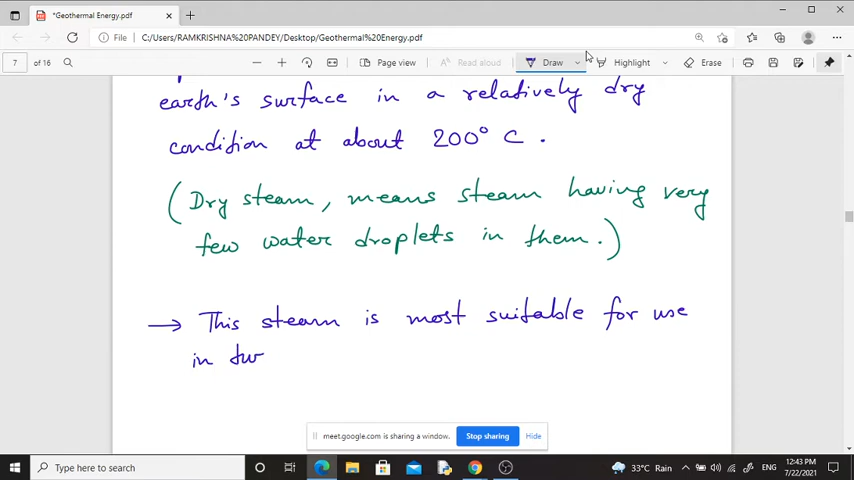 *Geothermal Energy.pdf
File C:/Users/RAMKRISHNA%20PANDEY/Desktop/Geothermal%20Energy.pdf
7 of 16 Page view Read aloud Draw Highlight Erase
earth's surface in a relatively dry
condition at about 200° C .
(Dry steam, means steam having very
few water droplets in them.)
→ This steam is most suitable for use
in
meet.google.com is sharing a window. Stop sharing Hide
Type here to search
33°C Rain
ENG
12:43 PM
7/22/2021